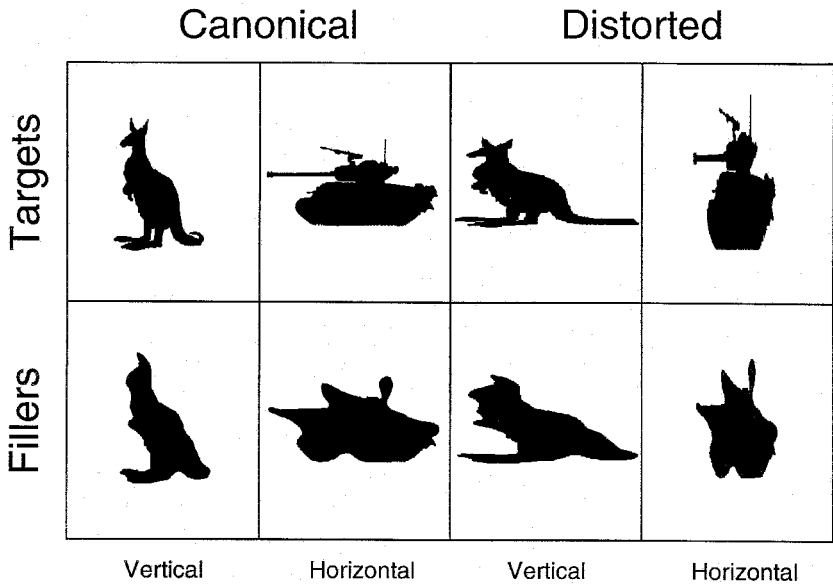 Canonical Distorted
Targets
Fillers
Vertical Horizontal Vertical Horizontal